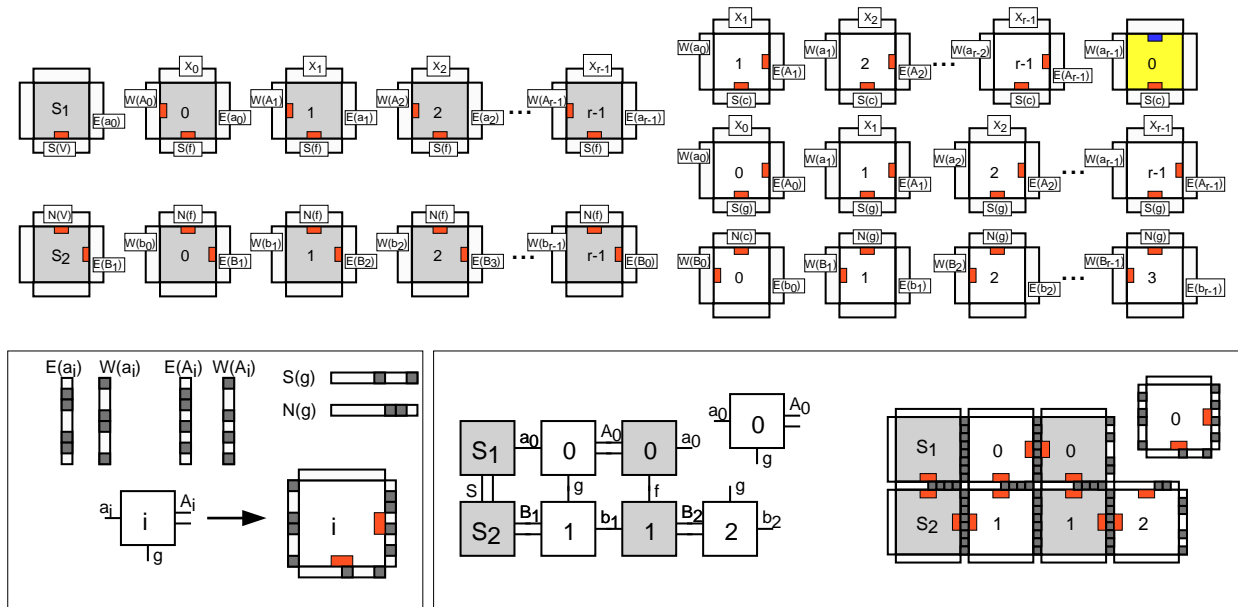 X0 X1 X2 Xr-1
S1 W(A0) 0 E(a0) W(A1) 1 E(a1) W(A2) 2 E(a2) ... W(Ar-1) r-1 E(ar-1)
E(a0)
S(V) S(f) S(f) S(f) S(f)
N(V) N(f) N(f) N(f) N(f)
S2 W(b0) 0 E(B1) W(b1) 1 E(B2) W(b2) 2 E(B3) ... W(br-1) r-1 E(B0)
E(B1)
X1 X2 Xr-1
W(a0) 1 E(A1) W(a1) 2 E(A2) ... W(ar-2) r-1 E(Ar-1) W(ar-1) 0
S(c) S(c) S(c) S(c)
X0 X1 X2 Xr-1
W(a0) 0 E(A0) W(a1) 1 E(A1) W(a2) 2 E(A2) ... W(ar-1) r-1 E(Ar-1)
S(g) S(g) S(g) S(g)
N(c) N(g) N(g) N(g)
W(B0) 0 E(b0) W(B1) 1 E(b1) W(B2) 2 E(b2) ... W(Br-1) 3 E(br-1)
E(ai) W(ai) E(Ai) W(Ai)
S(g)
N(g)
ai i Ai
g
i
S1 a0 0 A0 0 a0
a0 0 A0
g
S g f g
S2 B1 1 b1 1 B2 2 b2
S1 0 0
S2 1 1 2
0